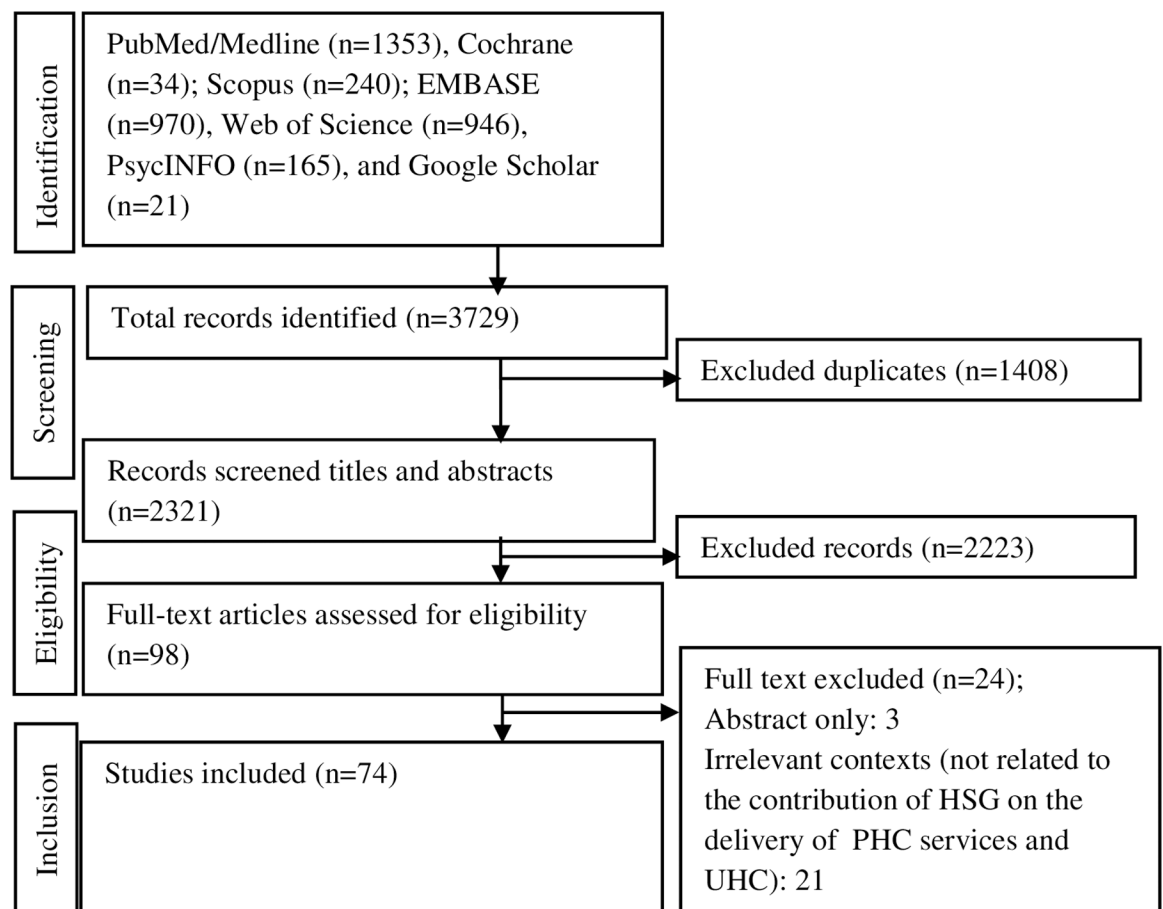 Identification
PubMed/Medline (n=1353), Cochrane
(n=34); Scopus (n=240); EMBASE
(n=970), Web of Science (n=946),
PsycINFO (n=165), and Google Scholar
(n=21)
Screening
Total records identified (n=3729)
Excluded duplicates (n=1408)
Records screened titles and abstracts
(n=2321)
Excluded records (n=2223)
Eligibility
Full-text articles assessed for eligibility
(n=98)
Full text excluded (n=24);
Abstract only: 3
Irrelevant contexts (not related to
the contribution of HSG on the
delivery of  PHC services and
UHC): 21
Inclusion
Studies included (n=74)